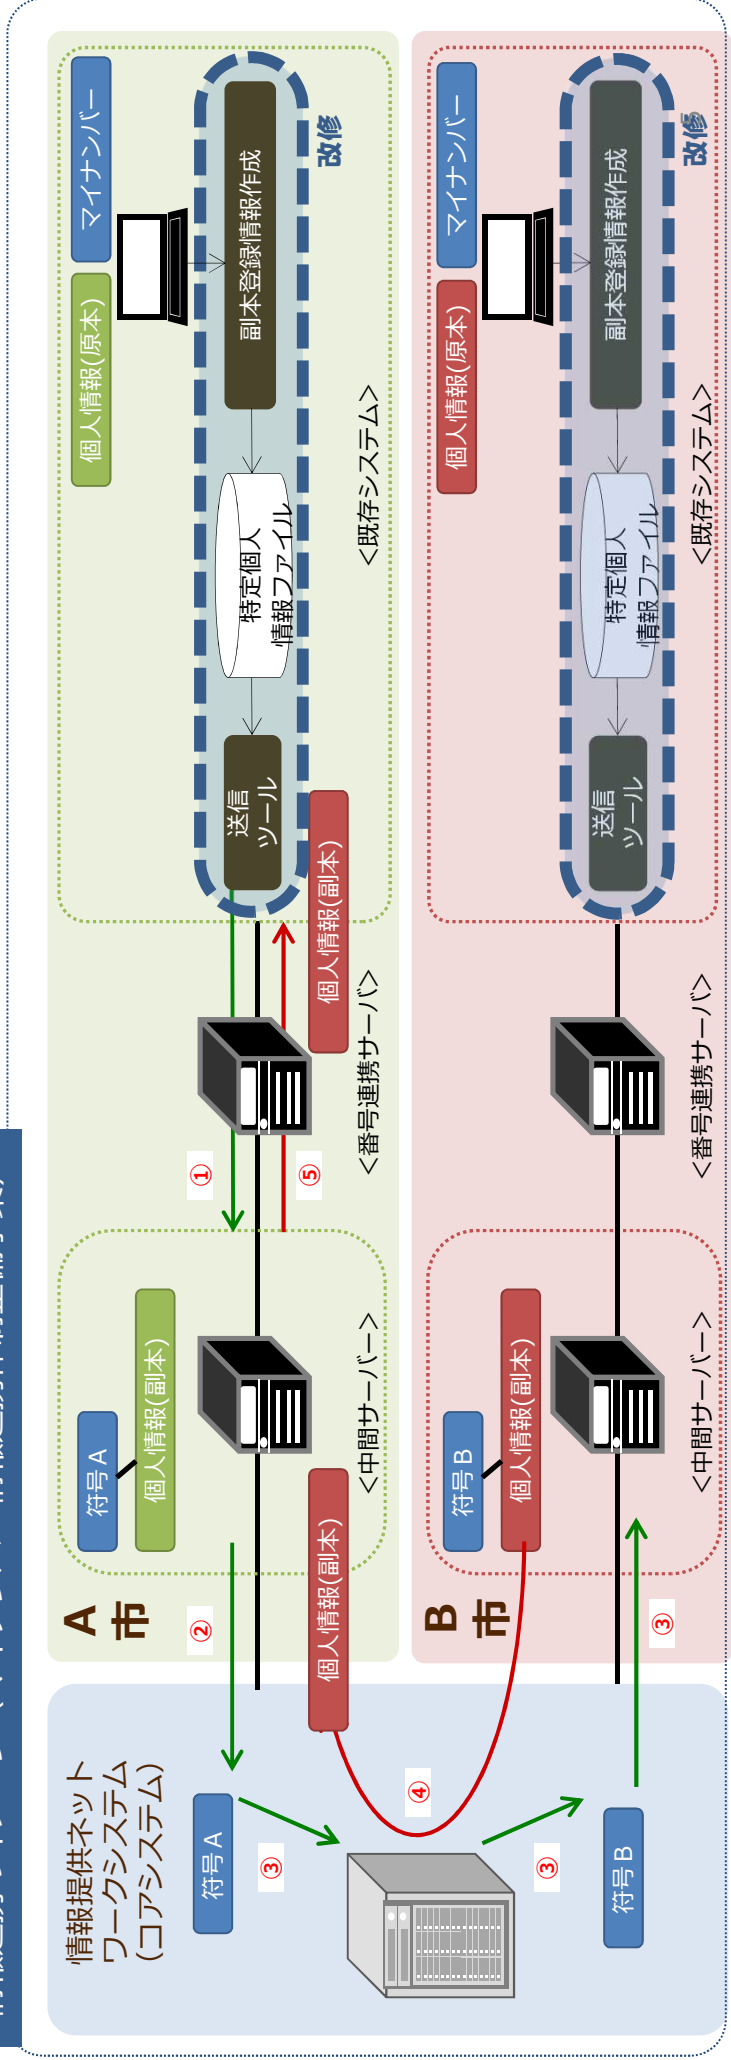 情報提供ネット
ワークシステム
(コアシステム)
符号A
③
③
符号B
④
A
市
②
符号A
個人情報(副本)
個人情報(副本)
<中間サーバー>
①
⑤
<番号連携サーバ>
個人情報(副本)
送信
ツール
特定個人
情報ファイル
副本登録情報作成
個人情報(原本)
マイナンバー
改修
<既存システム>
B
市
③
符号B
個人情報(副本)
<中間サーバー>
<番号連携サーバ>
送信
ツール
特定個人
情報ファイル
副本登録情報作成
個人情報(原本)
マイナンバー
改修
<既存システム>